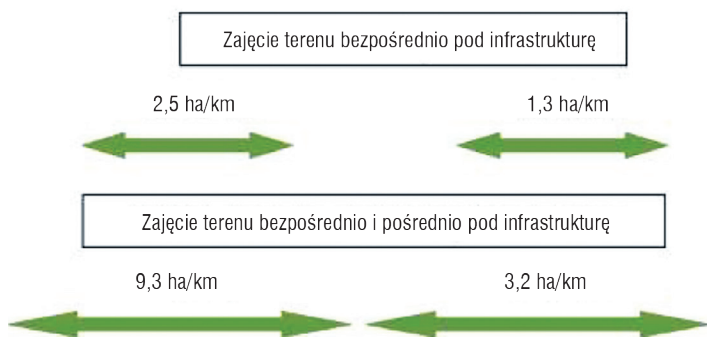 Zajęcie terenu bezpośrednio pod infrastrukturę
2,5 ha/km 1,3 ha/km
Zajęcie terenu bezpośrednio i pośrednio pod infrastrukturę
9,3 ha/km 3,2 ha/km